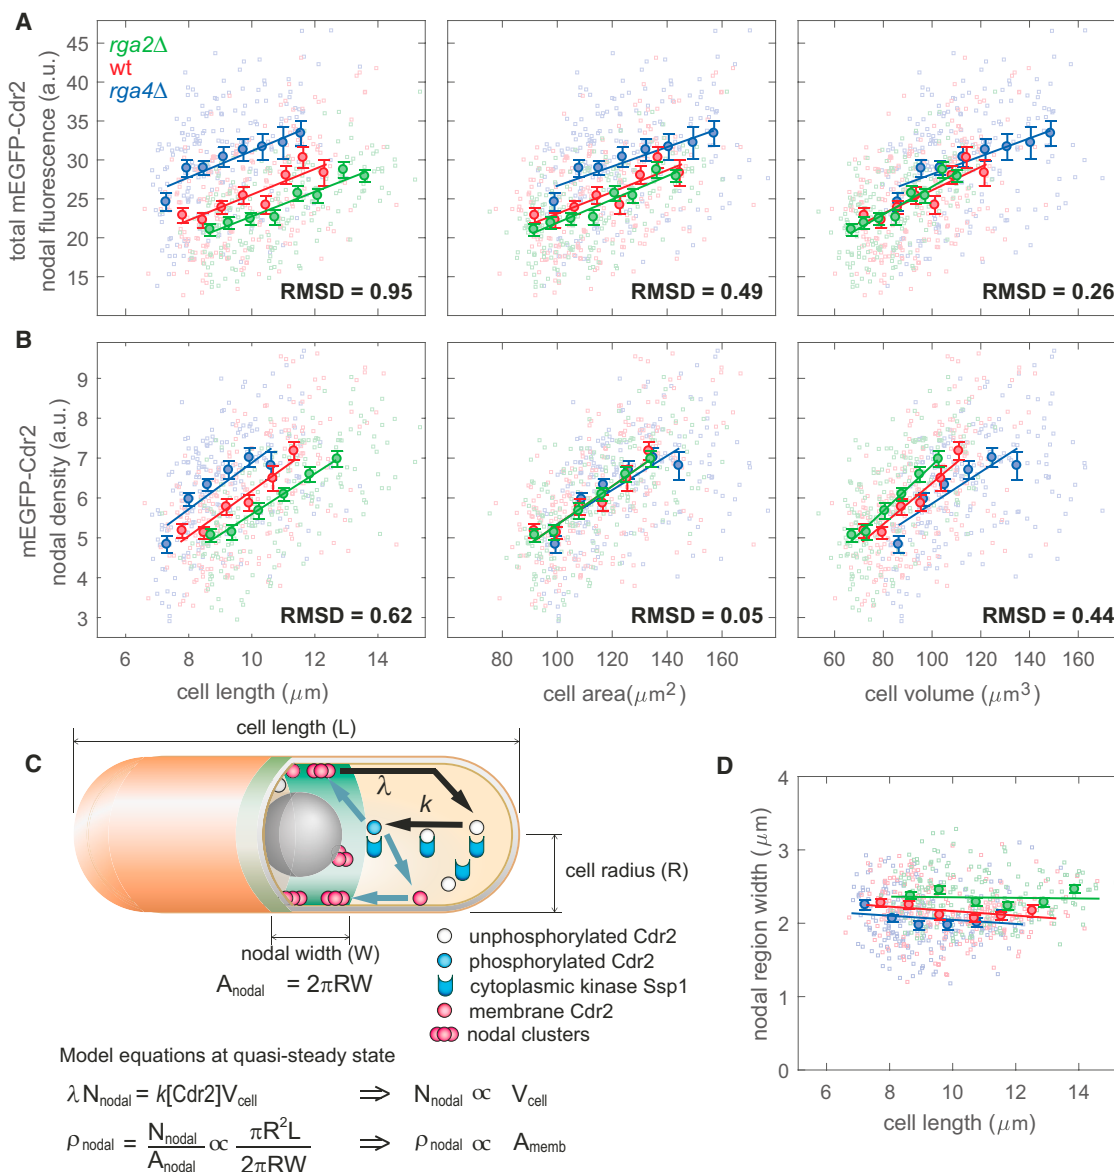 A
rga2Δ
wt
rga4Δ
total mEGFP-Cdr2
nodal fluorescence (a.u.)
45
40
35
30
25
20
15
RMSD = 0.95
RMSD = 0.49
RMSD = 0.26
B
mEGFP-Cdr2
nodal density (a.u.)
9
8
7
6
5
4
3
RMSD = 0.62
RMSD = 0.05
RMSD = 0.44
6 8 10 12 14
80 100 120 140 160
60 80 100 120 140 160
cell length (μm)
cell area(μm²)
cell volume (μm³)
C
cell length (L)
λ
k
cell radius (R)
nodal width (W)
A_nodal = 2πRW
unphosphorylated Cdr2
phosphorylated Cdr2
cytoplasmic kinase Ssp1
membrane Cdr2
nodal clusters
Model equations at quasi-steady state
λN_nodal = k[Cdr2]V_cell ⇒ N_nodal ∝ V_cell
ρ_nodal = N_nodal/A_nodal ∝ πR²L/2πRW ⇒ ρ_nodal ∝ A_memb
D
nodal region width (μm)
4
3
2
1
0
6 8 10 12 14
cell length (μm)